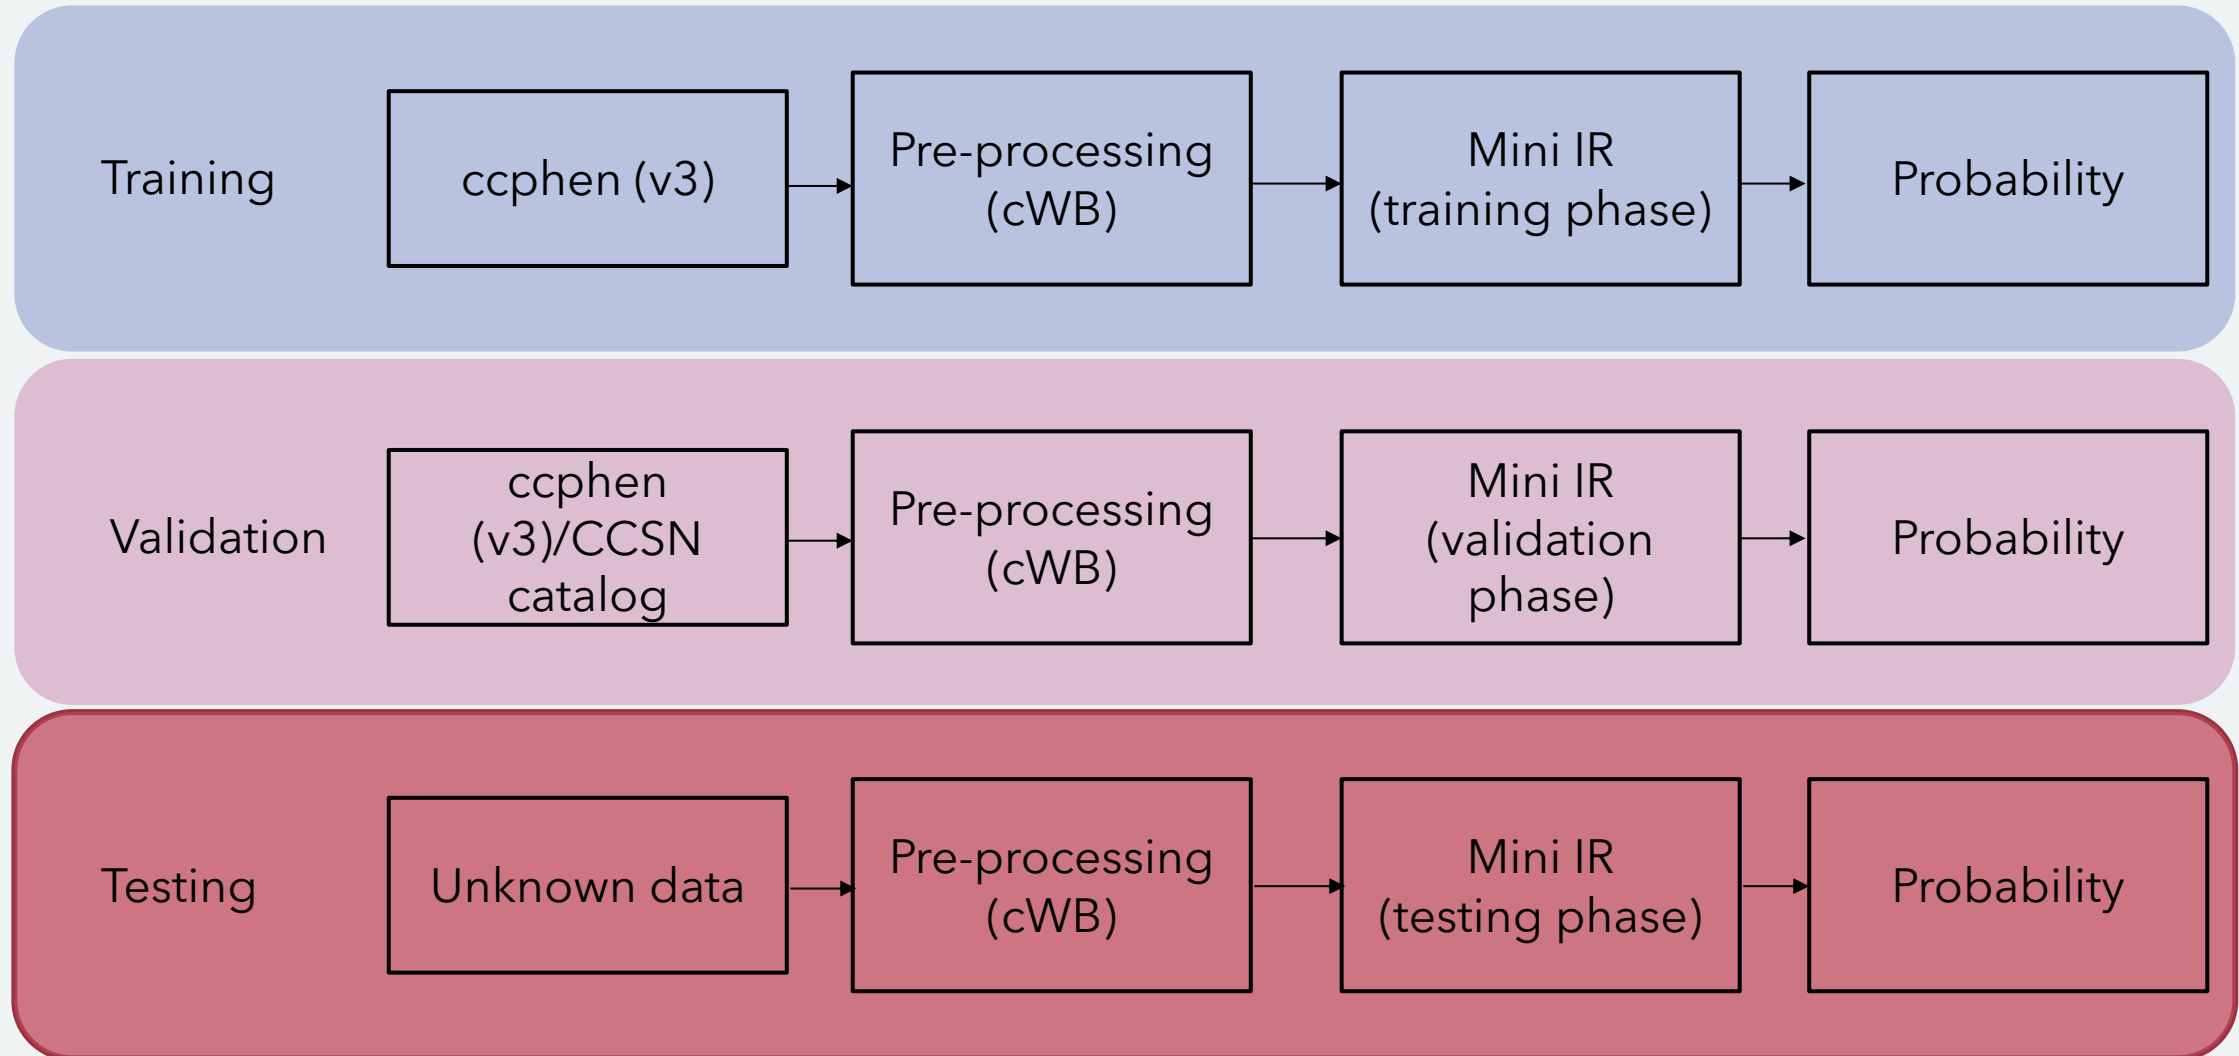 Training
ccphen (v3)
Pre-processing
(cWB)
Mini IR
(training phase)
Probability
Validation
ccphen
(v3)/CCSN
catalog
Pre-processing
(cWB)
Mini IR
(validation
phase)
Probability
Testing
Unknown data
Pre-processing
(cWB)
Mini IR
(testing phase)
Probability